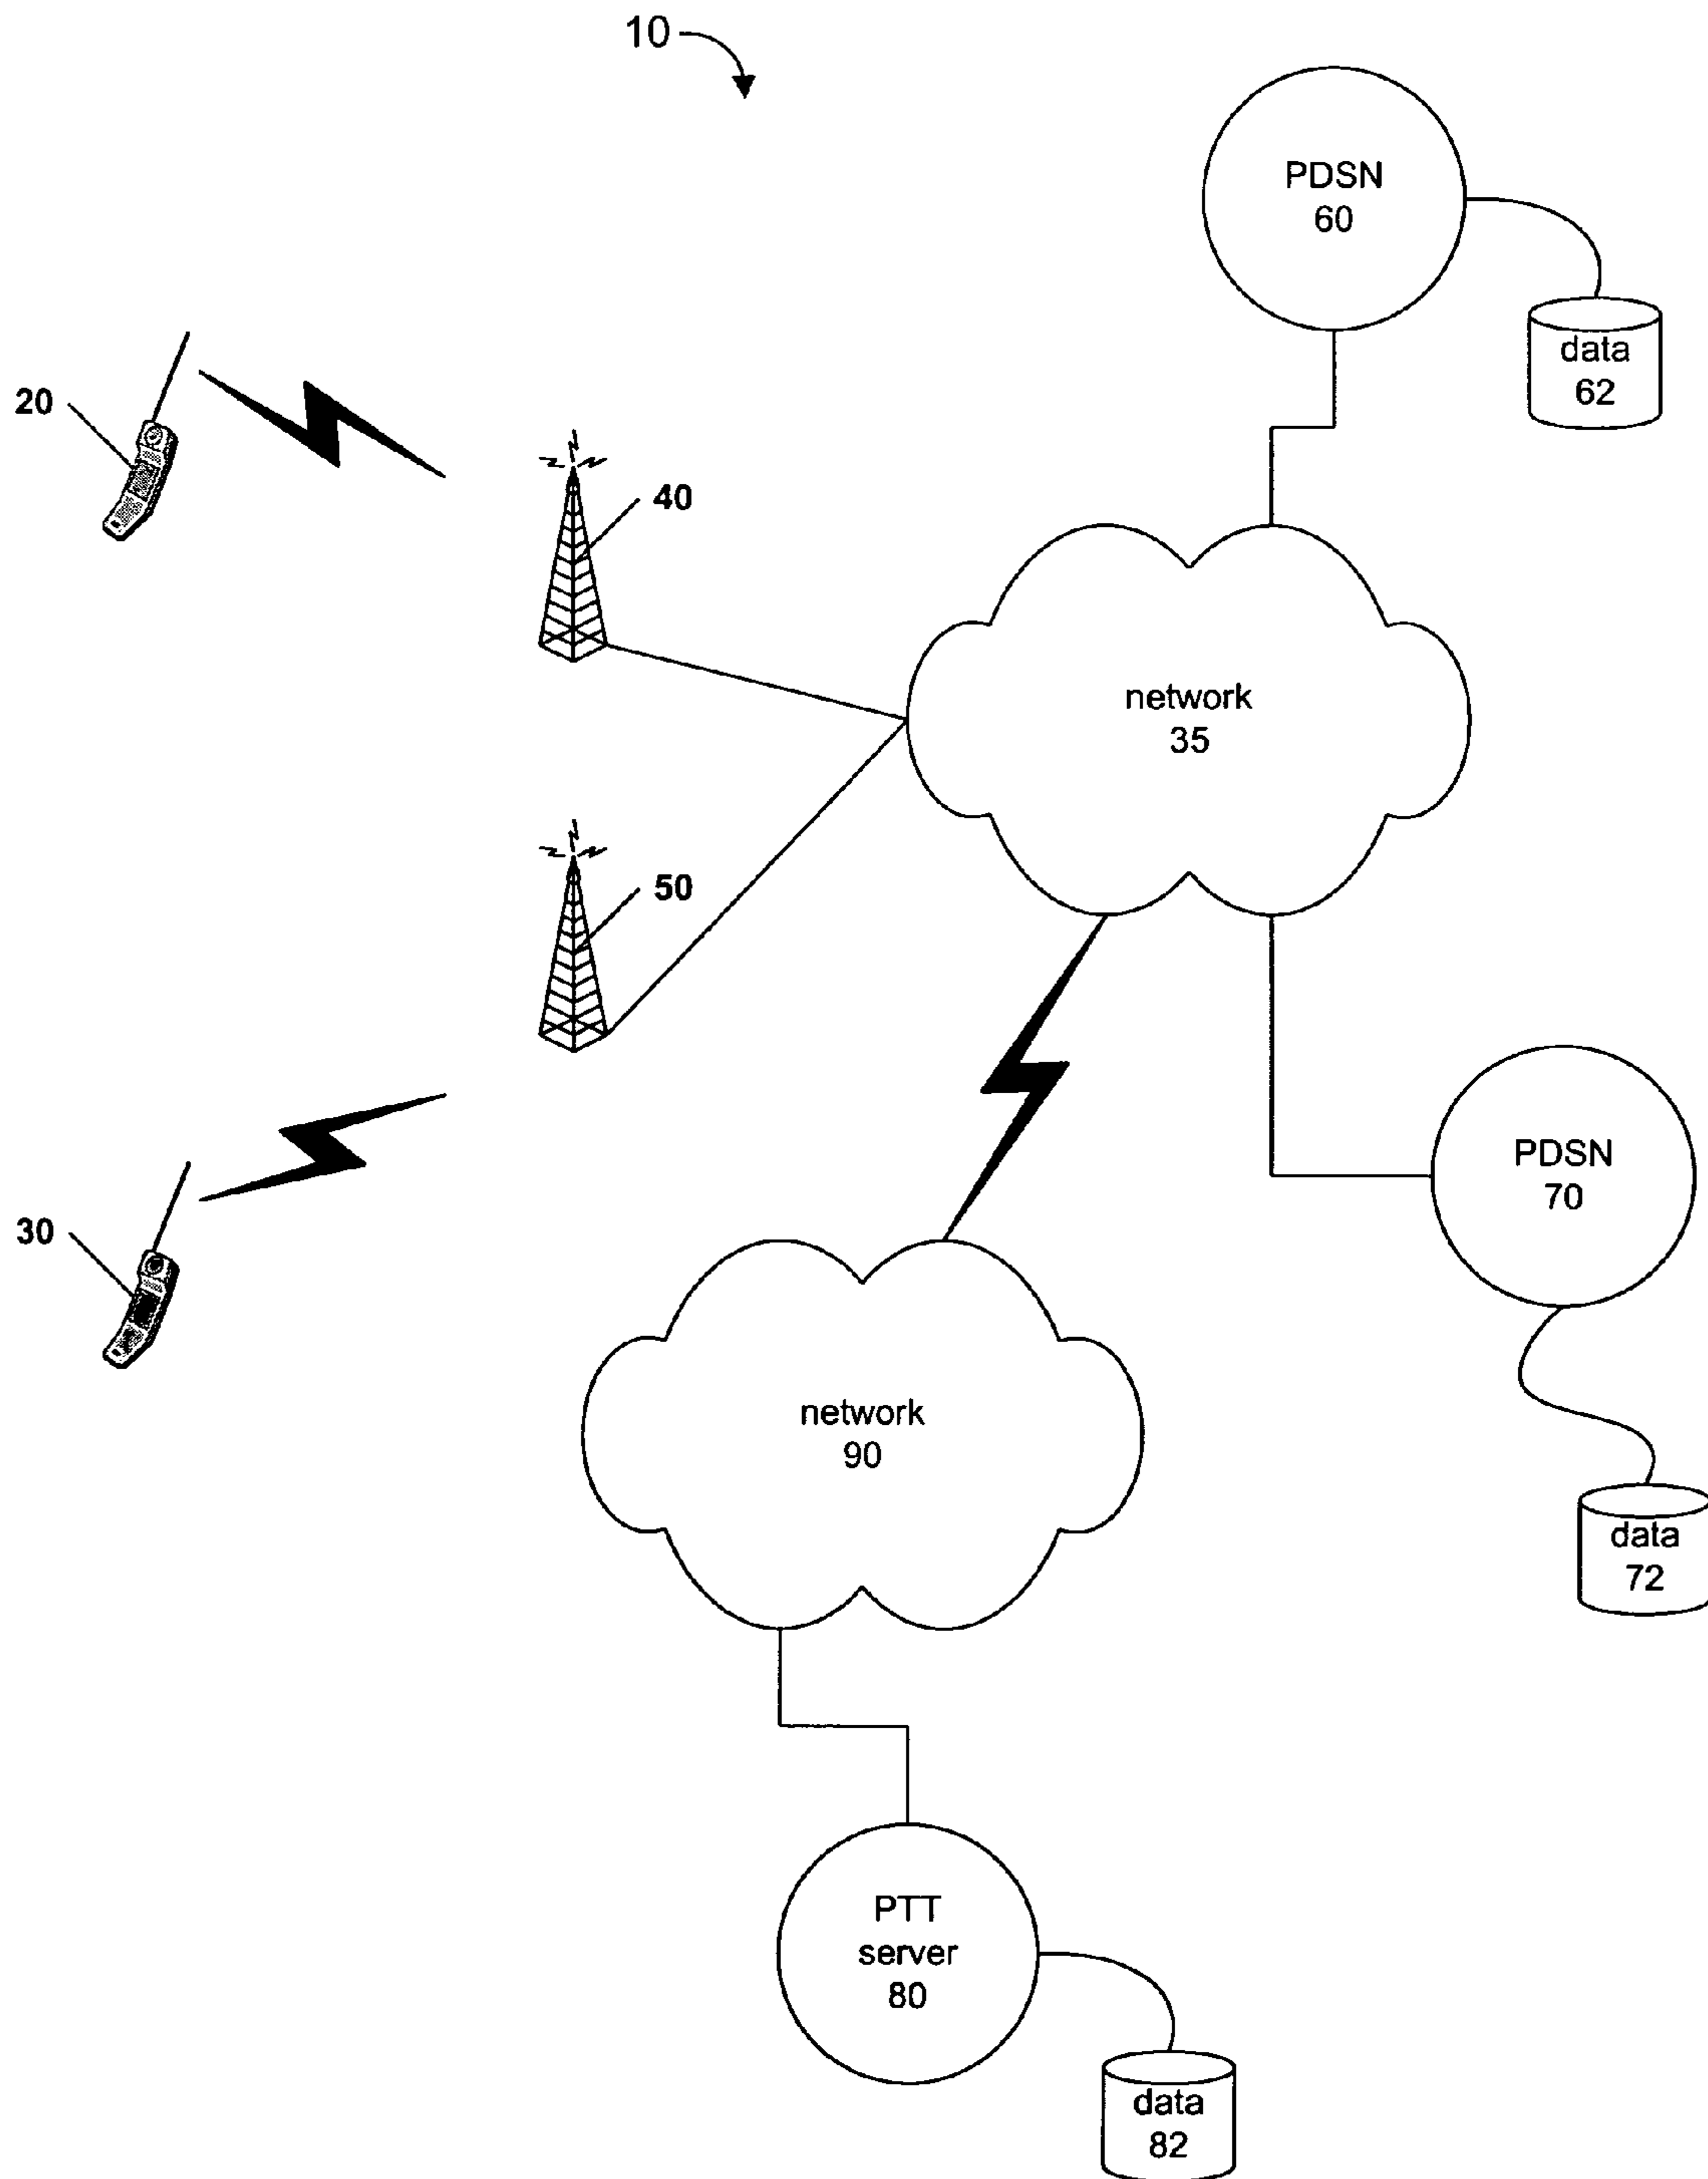 10
PDSN
60
data
62
20
40
network
35
50
PDSN
70
30
network
90
data
72
PTT
server
80
data
82